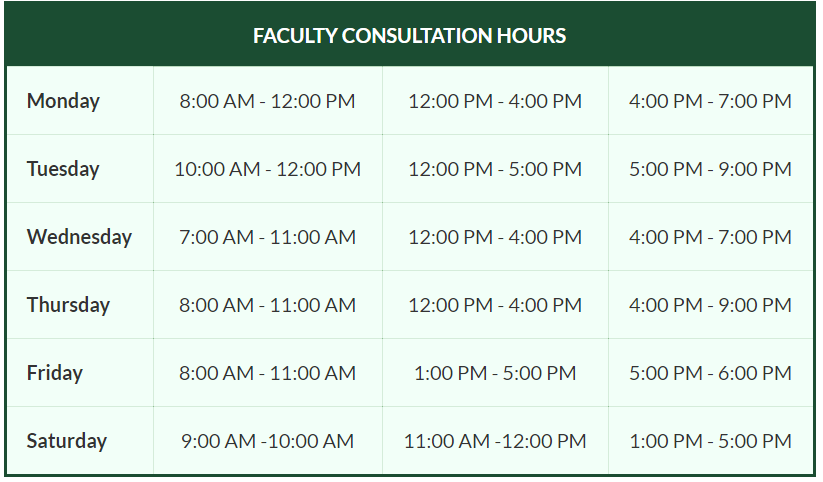 FACULTY CONSULTATION HOURS
Monday 8:00 AM - 12:00 PM 12:00 PM - 4:00 PM 4:00 PM - 7:00 PM
Tuesday 10:00 AM - 12:00 PM 12:00 PM - 5:00 PM 5:00 PM - 9:00 PM
Wednesday 7:00 AM - 11:00 AM 12:00 PM - 4:00 PM 4:00 PM - 7:00 PM
Thursday 8:00 AM - 11:00 AM 12:00 PM - 4:00 PM 4:00 PM - 9:00 PM
Friday 8:00 AM - 11:00 AM 1:00 PM - 5:00 PM 5:00 PM - 6:00 PM
Saturday 9:00 AM -10:00 AM 11:00 AM -12:00 PM 1:00 PM - 5:00 PM